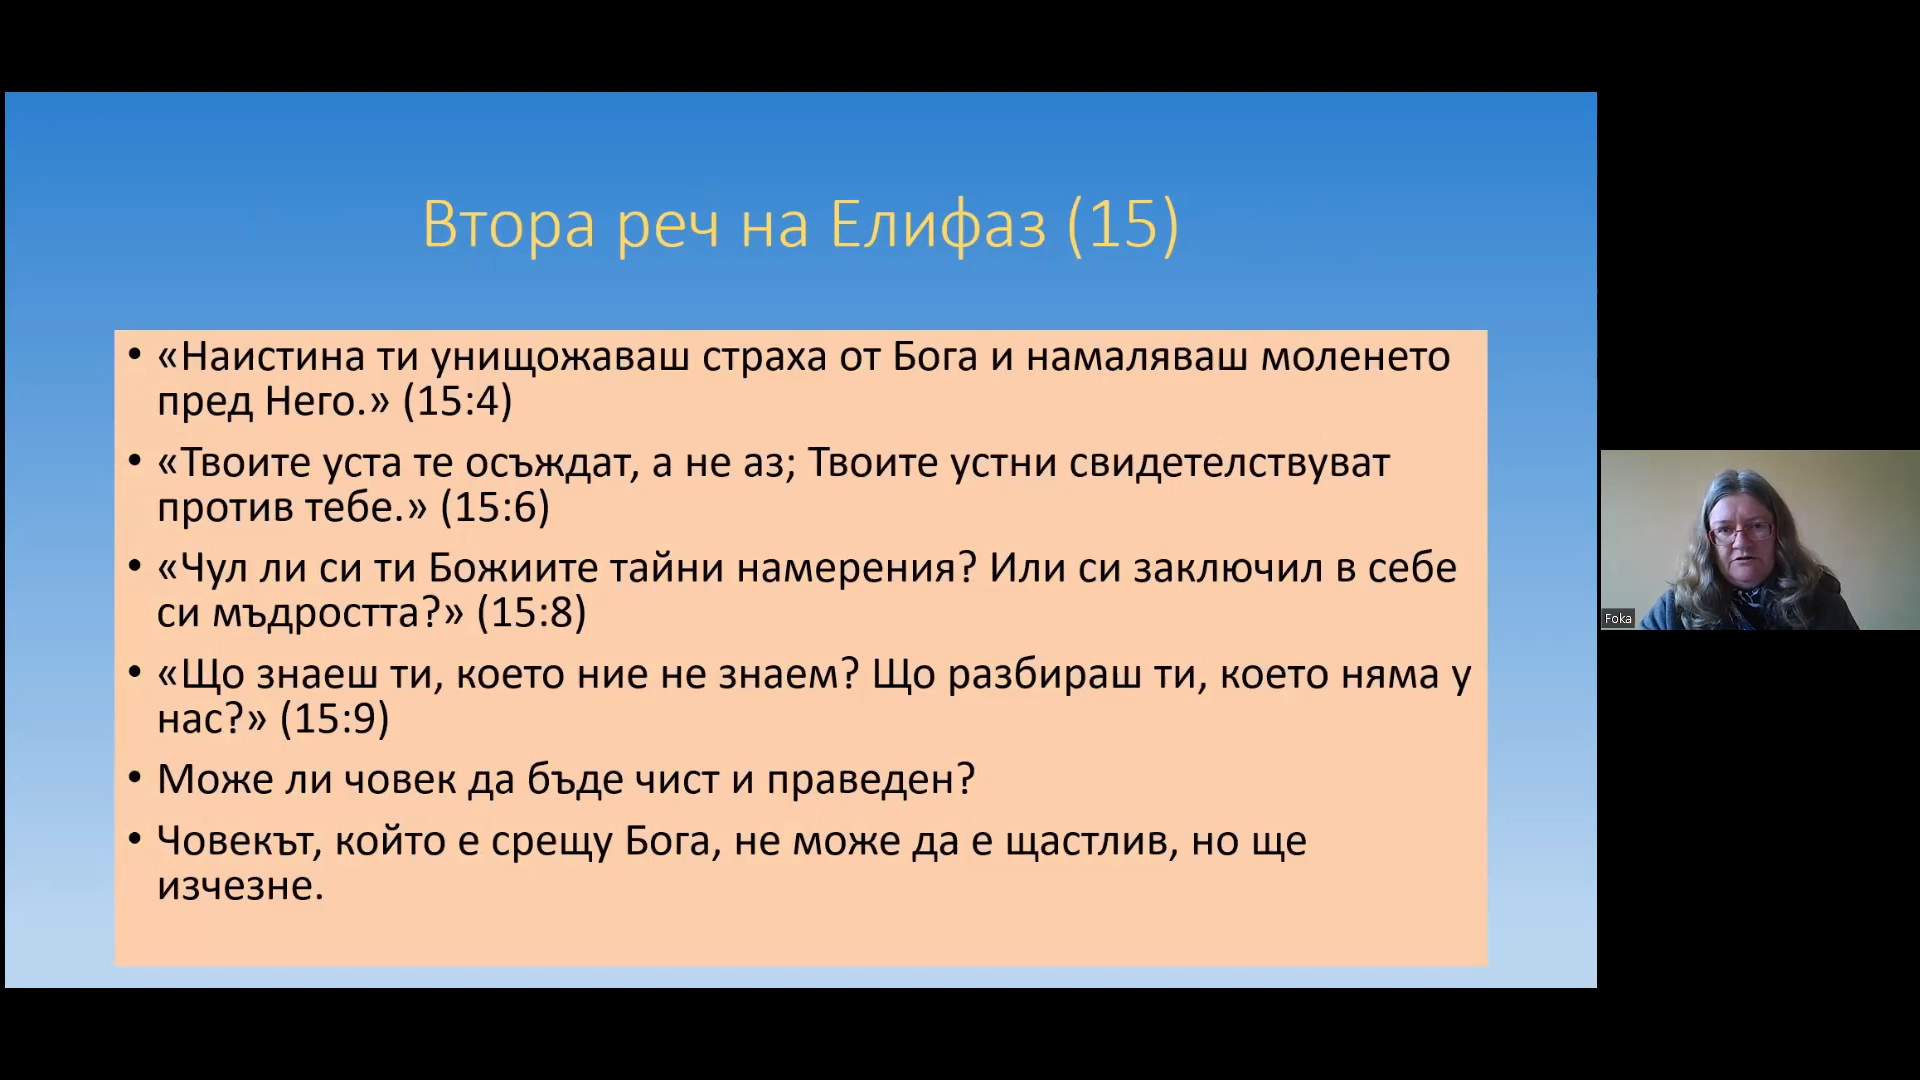 Втора реч на Елифаз (15)
• «Наистина ти унищожаваш страха от Бога и намаляваш моленето
пред Него.» (15:4)
• «Твоите уста те осъждат, а не аз; Твоите устни свидетелствуват
против тебе.» (15:6)
• «Чул ли си ти Божиите тайни намерения? Или си заключил в себе
си мъдростта?» (15:8)
• «Що знаеш ти, което ние не знаем? Що разбираш ти, което няма у
нас?» (15:9)
• Може ли човек да бъде чист и праведен?
• Човекът, който е срещу Бога, не може да е щастлив, но ще
изчезне.
Foka